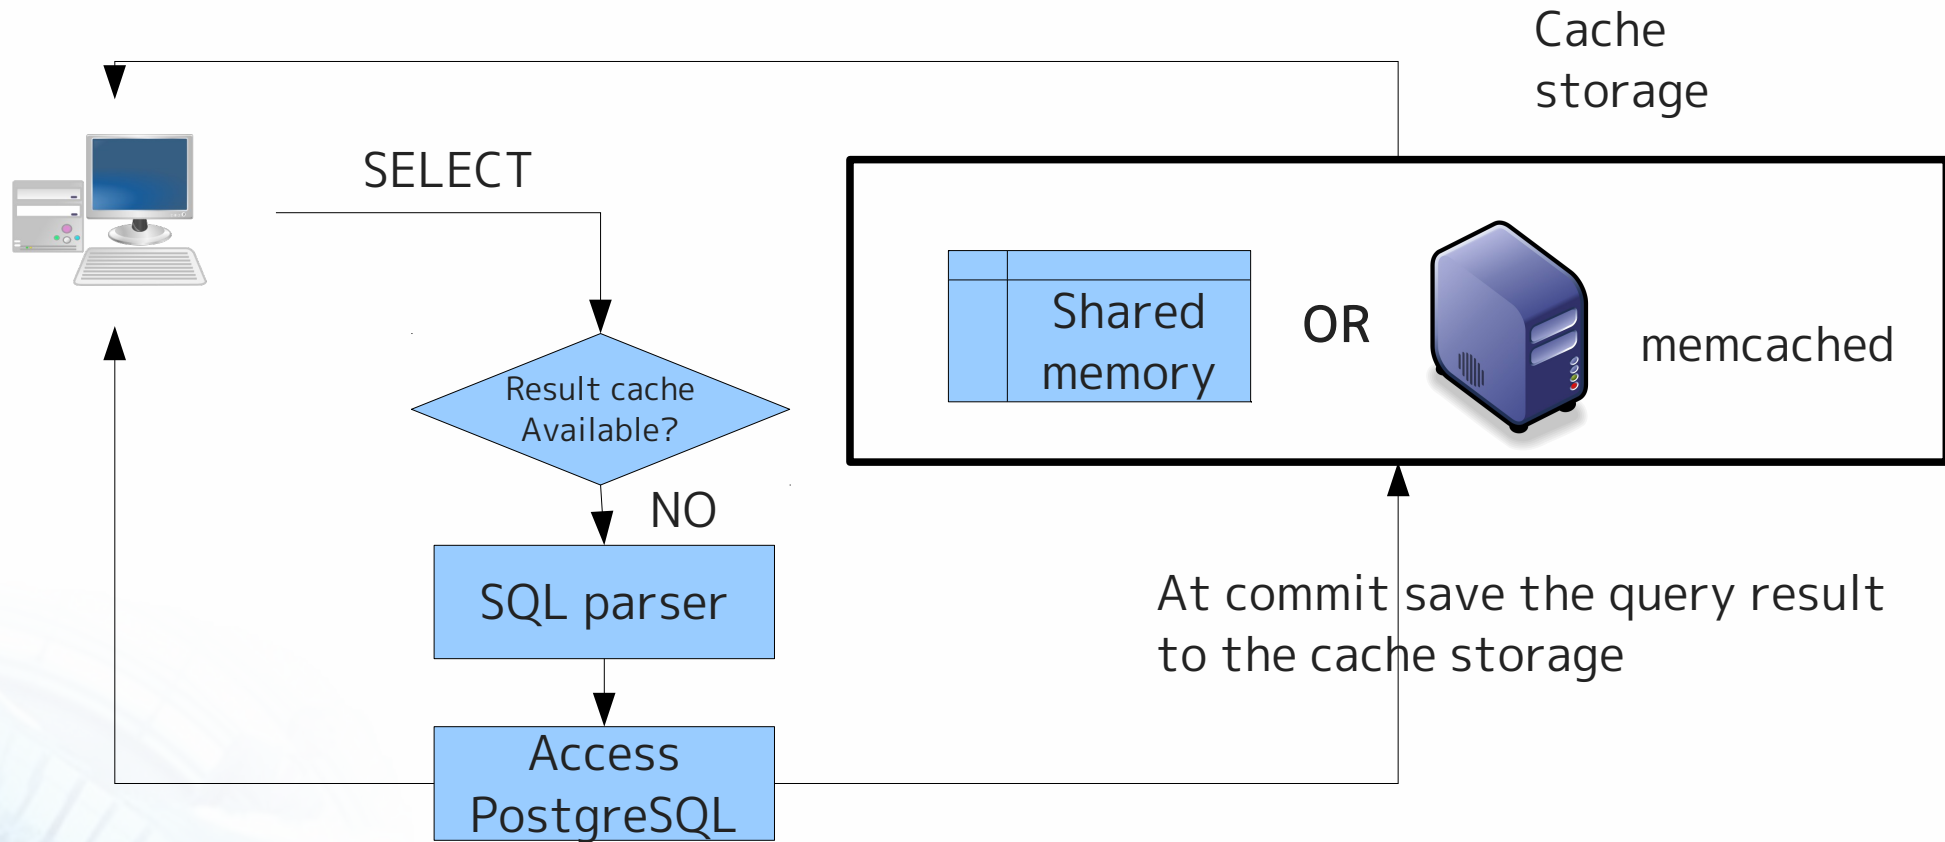 Cache
storage
SELECT
Shared
memory
OR
memcached
Result cache
Available?
NO
SQL parser
At commit save the query result
to the cache storage
Access
PostgreSQL